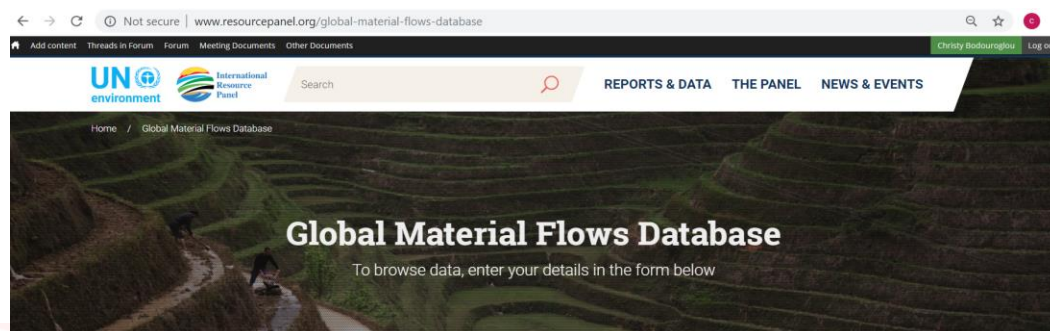 Not secure | www.resourcepanel.org/global-material-flows-database
C
Add content Threads in Forum Forum Meeting Documents Other Documents Christy Bodouroglou Log ou
UN environment
International Resource Panel
Search
REPORTS & DATA THE PANEL NEWS & EVENTS
Home / Global Material Flows Database
Global Material Flows Database
To browse data, enter your details in the form below